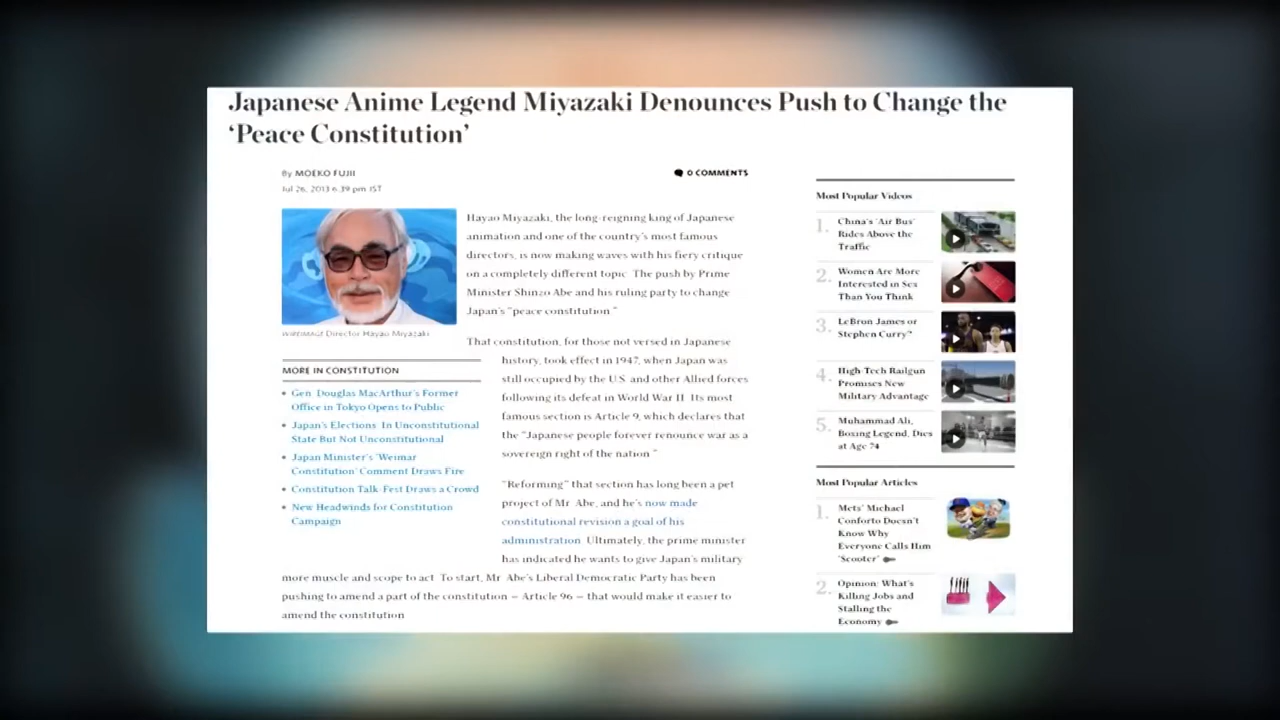 Japanese Anime Legend Miyazaki Denounces Push to Change the
‘Peace Constitution’
By MOEKO FUJII
Jul 26, 2013 6:39 pm JST
0 COMMENTS
WIREIMAGE Director Hayao Miyazaki
Hayao Miyazaki, the long-reigning king of Japanese
animation and one of the country's most famous
directors, is now making waves with his fiery critique
on a completely different topic: The push by Prime
Minister Shinzo Abe and his ruling party to change
Japan's "peace constitution."
That constitution, for those not versed in Japanese
history, took effect in 1947, when Japan was
still occupied by the U.S. and other Allied forces
following its defeat in World War II. Its most
famous section is Article 9, which declares that
the "Japanese people forever renounce war as a
sovereign right of the nation."
"Reforming" that section has long been a pet
project of Mr. Abe, and he's now made
constitutional revision a goal of his
administration. Ultimately, the prime minister
has indicated he wants to give Japan's military
more muscle and scope to act. To start, Mr. Abe's Liberal Democratic Party has been
pushing to amend a part of the constitution — Article 96 — that would make it easier to
amend the constitution.
MORE IN CONSTITUTION
Gen. Douglas MacArthur's Former
Office in Tokyo Opens to Public
Japan's Elections: In Unconstitutional
State But Not Unconstitutional
Japan Minister's 'Weimar
Constitution' Comment Draws Fire
Constitution Talk-Fest Draws a Crowd
New Headwinds for Constitution
Campaign
Most Popular Videos
1. China's 'Air Bus'
Rides Above the
Traffic
2. Women Are More
Interested in Sex
Than You Think
3. LeBron James or
Stephen Curry?
4. High-Tech Railgun
Promises New
Military Advantage
5. Muhammad Ali,
Boxing Legend, Dies
at Age 74
Most Popular Articles
1. Mets' Michael
Conforto Doesn't
Know Why
Everyone Calls Him
'Scooter'
2. Opinion: What's
Killing Jobs and
Stalling the
Economy